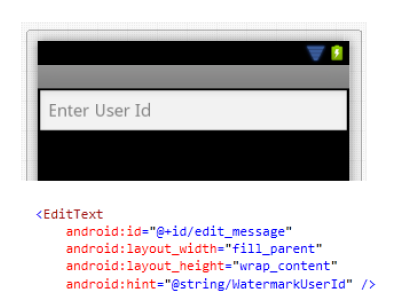 Enter User Id
<EditText
android:id="@+id/edit_message"
android:layout_width="fill_parent"
android:layout_height="wrap_content"
android:hint="@string/WatermarkUserId" />